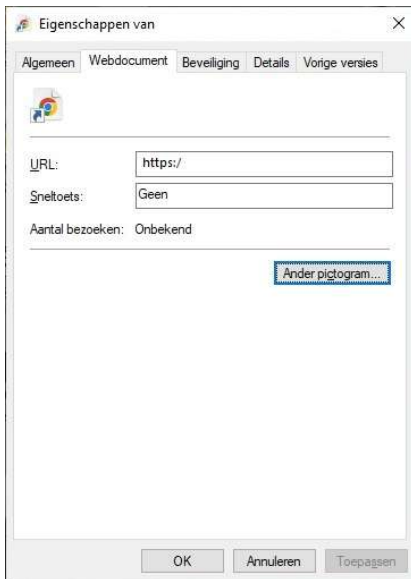 Eigenschappen van
Algemeen Webdocument Beveiliging Details Vorige versies
URL: https:/
Sneltoets: Geen
Aantal bezoeken: Onbekend
Ander pictogram...
OK Annuleren Toepassen